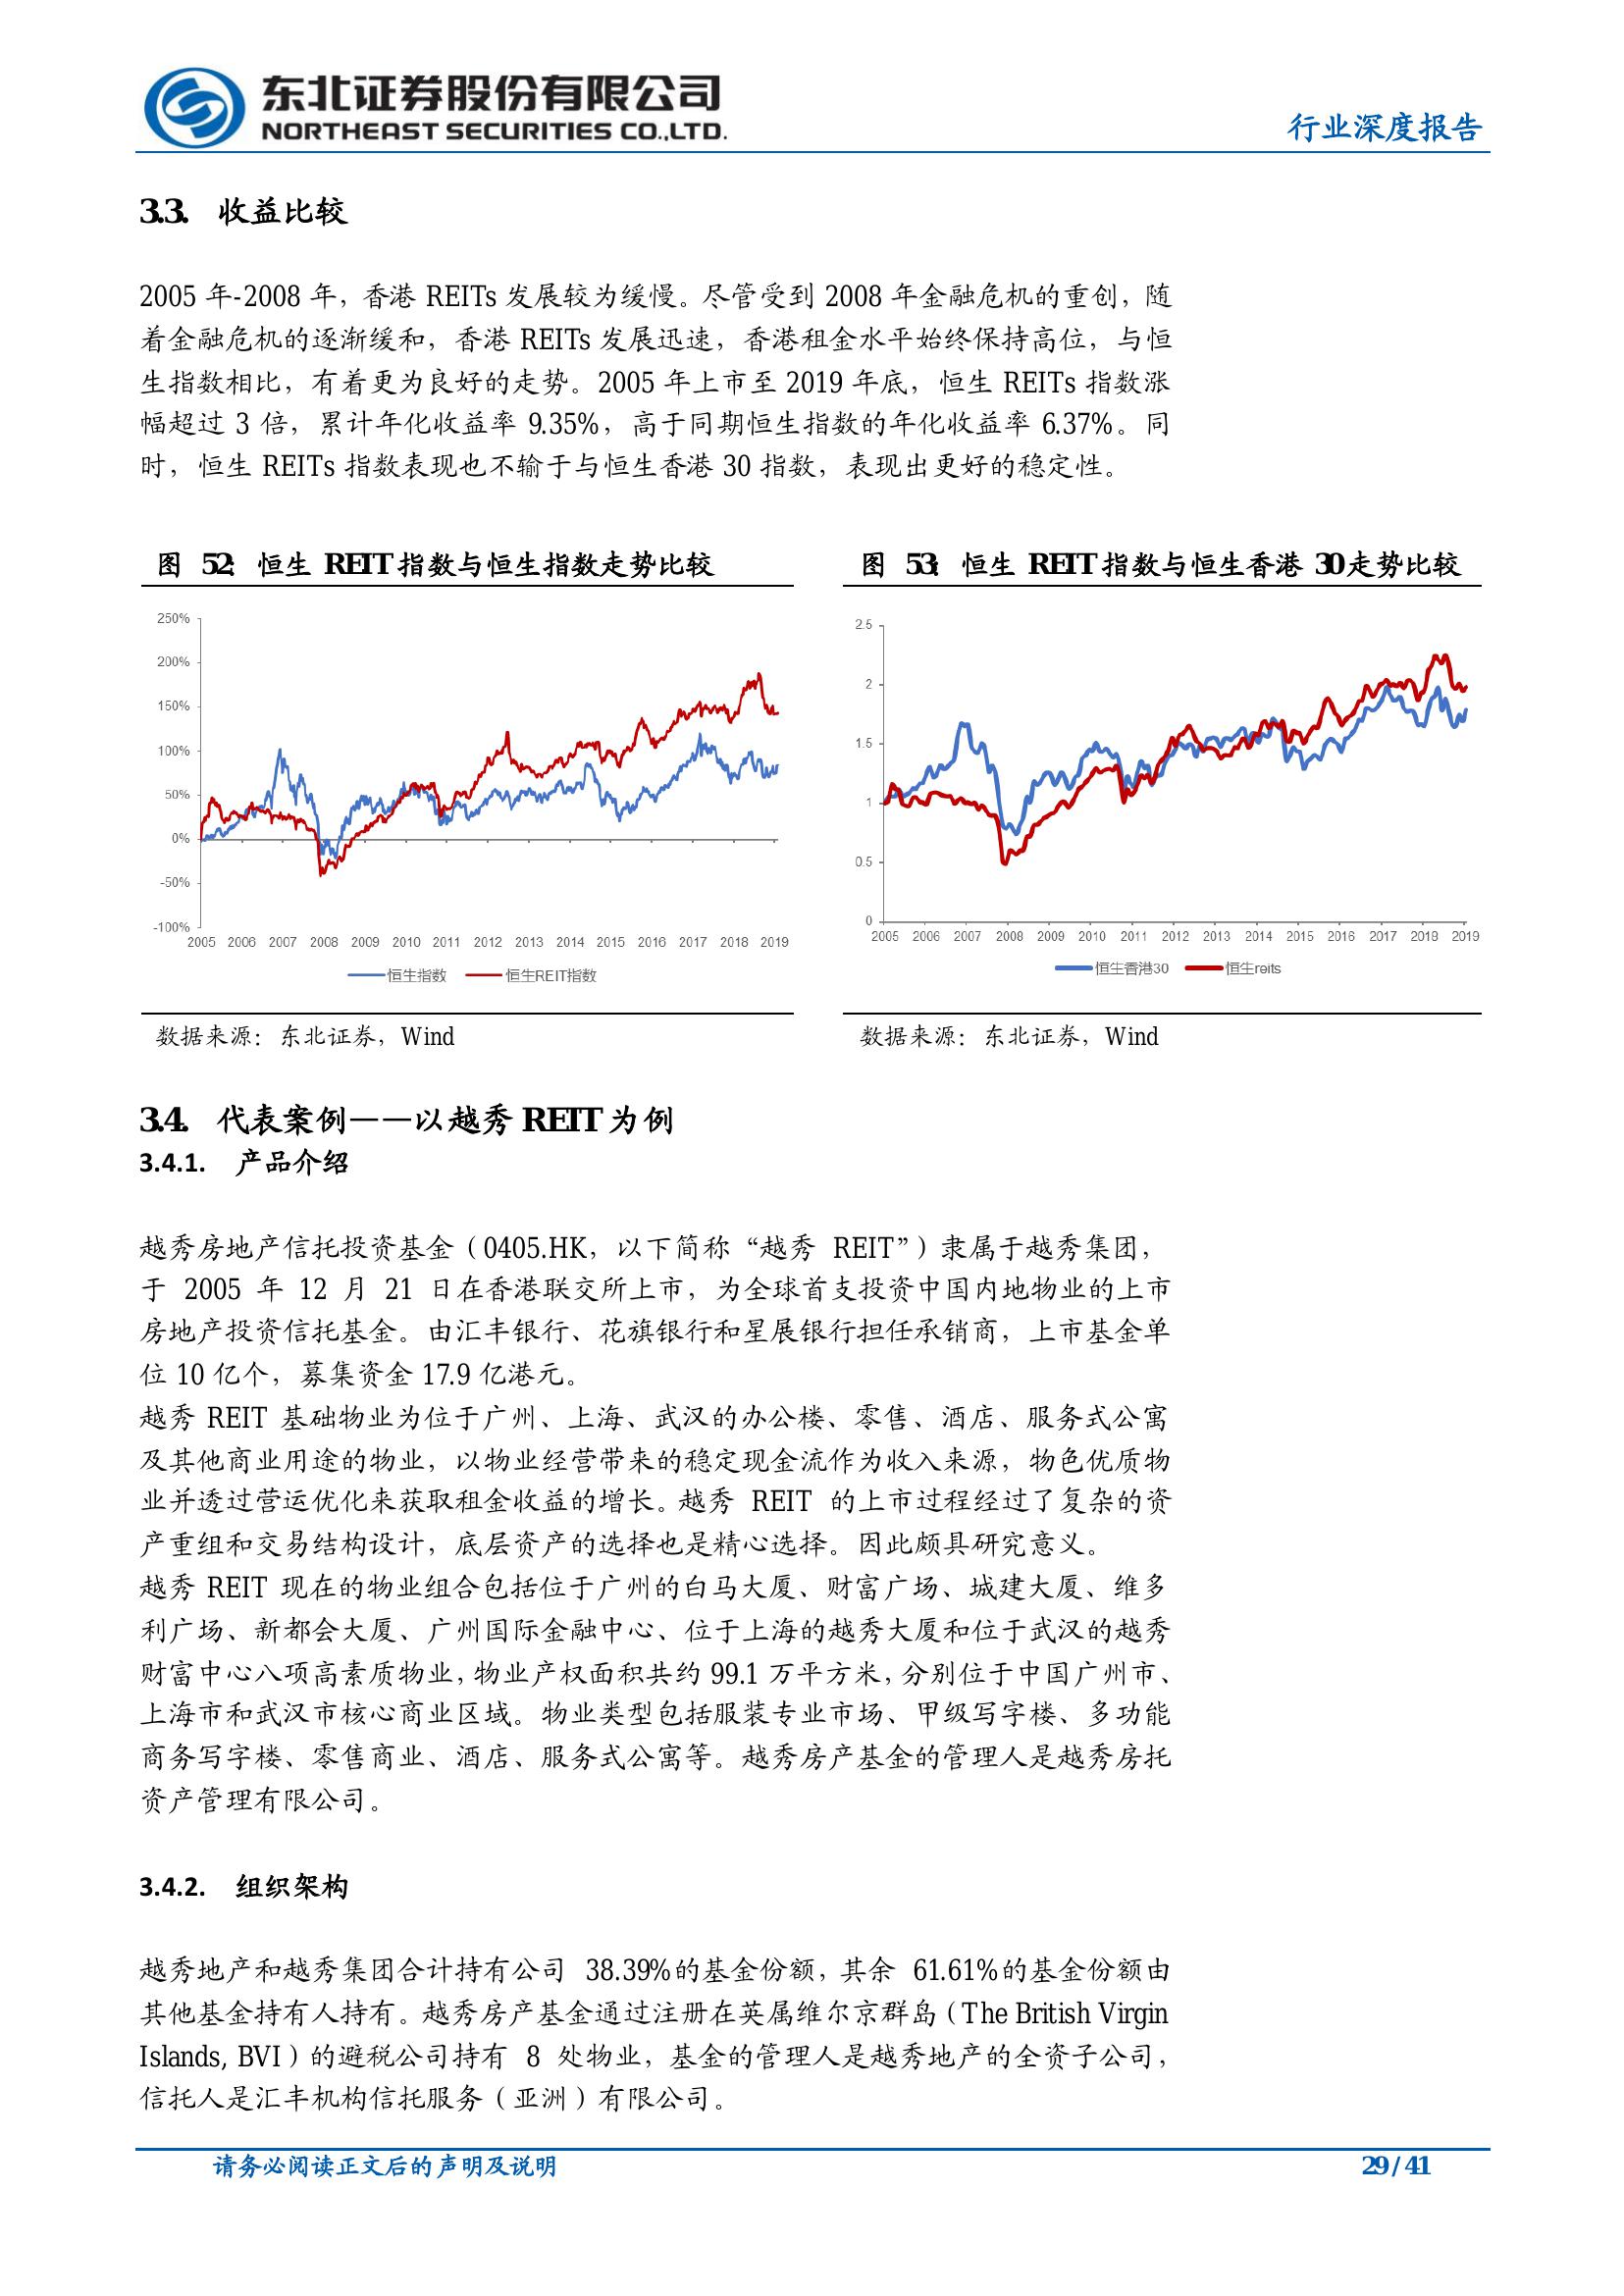 东北证券股份有限公司
NORTHEAST SECURITIES CO.,LTD.
行业深度报告
3.3. 收益比较
2005 年-2008 年，香港 REITs 发展较为缓慢。尽管受到 2008 年金融危机的重创，随
着金融危机的逐渐缓和，香港 REITs 发展迅速，香港租金水平始终保持高位，与恒
生指数相比，有着更为良好的走势。2005 年上市至 2019 年底，恒生 REITs 指数涨
幅超过 3 倍，累计年化收益率 9.35%，高于同期恒生指数的年化收益率 6.37%。同
时，恒生 REITs 指数表现也不输于与恒生香港 30 指数，表现出更好的稳定性。
图 52：恒生 REIT 指数与恒生指数走势比较
250%
200%
150%
100%
50%
0%
-50%
-100%
2005 2006 2007 2008 2009 2010 2011 2012 2013 2014 2015 2016 2017 2018 2019
恒生指数 恒生REIT指数
数据来源：东北证券，Wind
图 53：恒生 REIT 指数与恒生香港 30 走势比较
2.5
2
1.5
1
0.5
0
2005 2006 2007 2008 2009 2010 2011 2012 2013 2014 2015 2016 2017 2018 2019
恒生香港30 恒生reits
数据来源：东北证券，Wind
3.4. 代表案例——以越秀 REIT 为例
3.4.1. 产品介绍
越秀房地产信托投资基金（0405.HK，以下简称“越秀 REIT”）隶属于越秀集团，
于 2005 年 12 月 21 日在香港联交所上市，为全球首支投资中国内地物业的上市
房地产投资信托基金。由汇丰银行、花旗银行和星展银行担任承销商，上市基金单
位 10 亿个，募集资金 17.9 亿港元。
越秀 REIT 基础物业为位于广州、上海、武汉的办公楼、零售、酒店、服务式公寓
及其他商业用途的物业，以物业经营带来的稳定现金流作为收入来源，物色优质物
业并透过营运优化来获取租金收益的增长。越秀 REIT 的上市过程经过了复杂的资
产重组和交易结构设计，底层资产的选择也是精心选择。因此颇具研究意义。
越秀 REIT 现在的物业组合包括位于广州的白马大厦、财富广场、城建大厦、维多
利广场、新都会大厦、广州国际金融中心、位于上海的越秀大厦和位于武汉的越秀
财富中心八项高素质物业，物业产权面积共约 99.1 万平方米，分别位于中国广州市、
上海市和武汉市核心商业区域。物业类型包括服装专业市场、甲级写字楼、多功能
商务写字楼、零售商业、酒店、服务式公寓等。越秀房产基金的管理人是越秀房托
资产管理有限公司。
3.4.2. 组织架构
越秀地产和越秀集团合计持有公司 38.39%的基金份额，其余 61.61%的基金份额由
其他基金持有人持有。越秀房产基金通过注册在英属维尔京群岛（The British Virgin
Islands, BVI）的避税公司持有 8 处物业，基金的管理人是越秀地产的全资子公司，
信托人是汇丰机构信托服务（亚洲）有限公司。
请务必阅读正文后的声明及说明
29 / 41